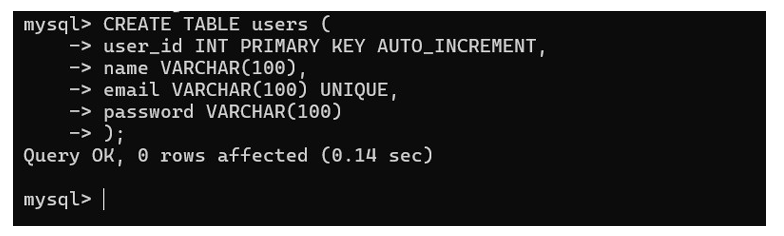 mysql> CREATE TABLE users (
    -> user_id INT PRIMARY KEY AUTO_INCREMENT,
    -> name VARCHAR(100),
    -> email VARCHAR(100) UNIQUE,
    -> password VARCHAR(100)
    -> );
Query OK, 0 rows affected (0.14 sec)
mysql>